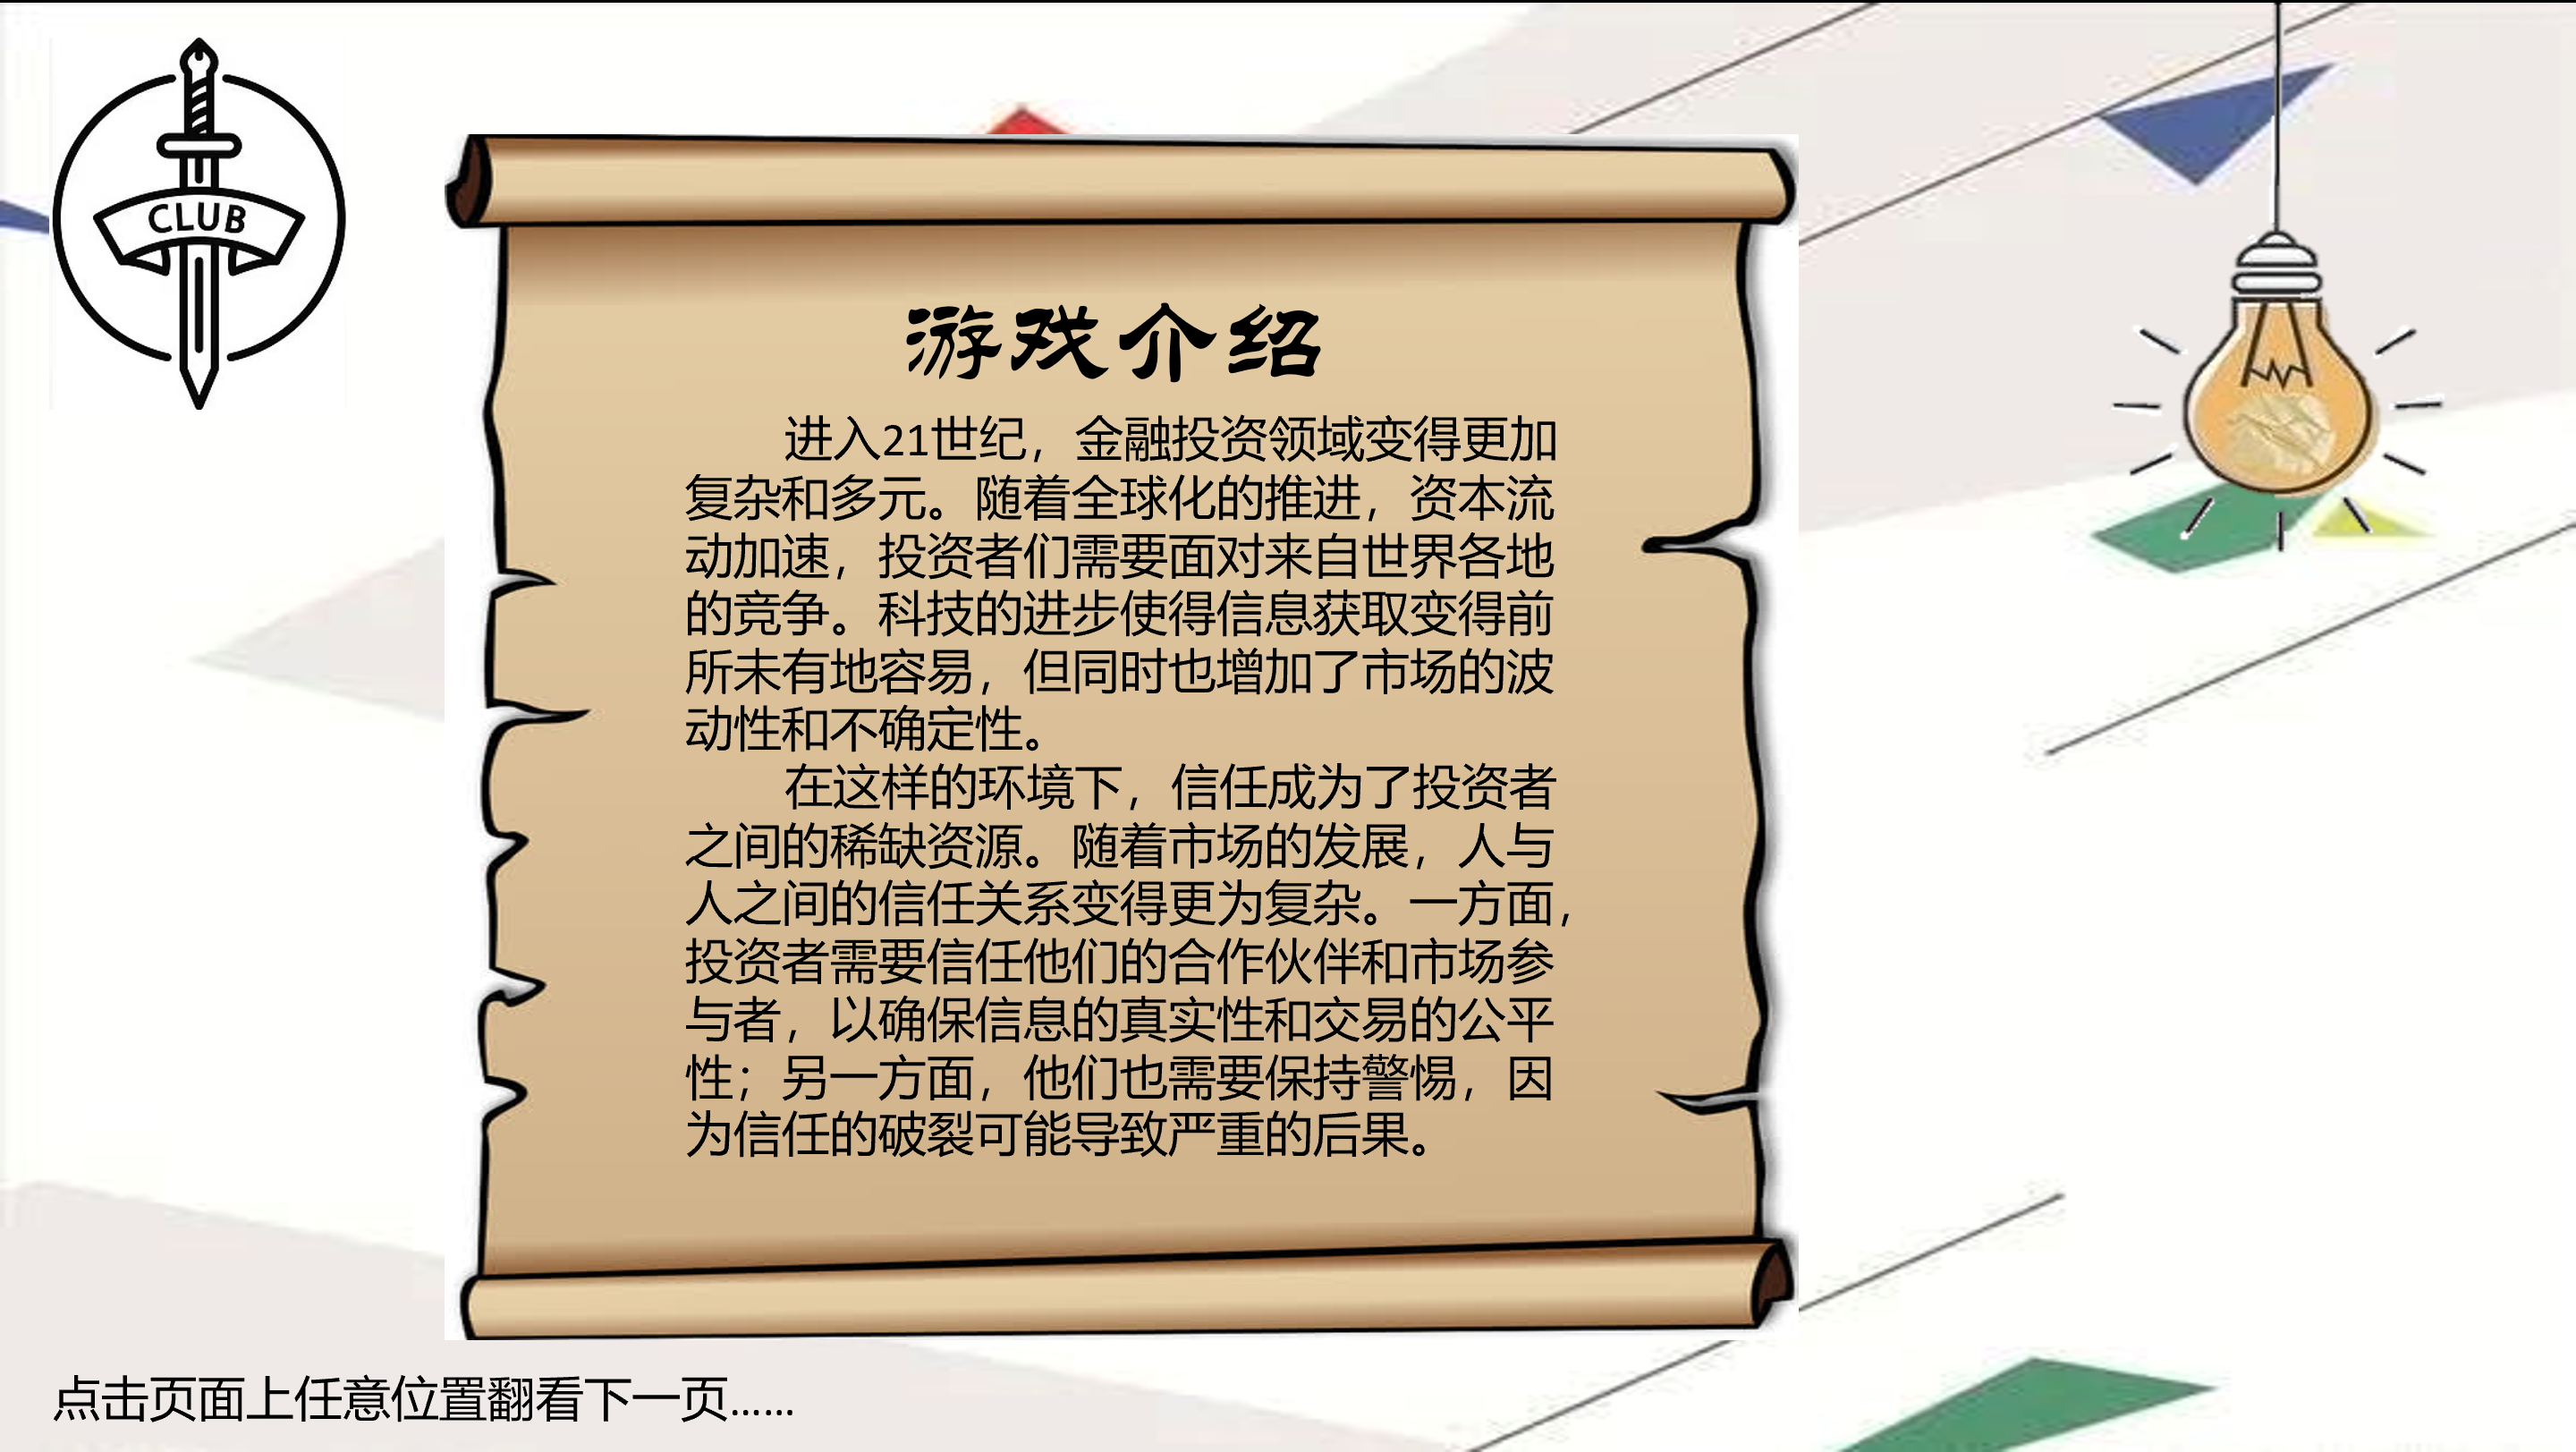 CLUB
游戏介绍
进入21世纪，金融投资领域变得更加
复杂和多元。随着全球化的推进，资本流
动加速，投资者们需要面对来自世界各地
的竞争。科技的进步使得信息获取变得前
所未有地容易，但同时也增加了市场的波
动性和不确定性。
在这样的环境下，信任成为了投资者
之间的稀缺资源。随着市场的发展，人与
人之间的信任关系变得更为复杂。一方面，
投资者需要信任他们的合作伙伴和市场参
与者，以确保信息的真实性和交易的公平
性；另一方面，他们也需要保持警惕，因
为信任的破裂可能导致严重的后果。
点击页面上任意位置翻看下一页……